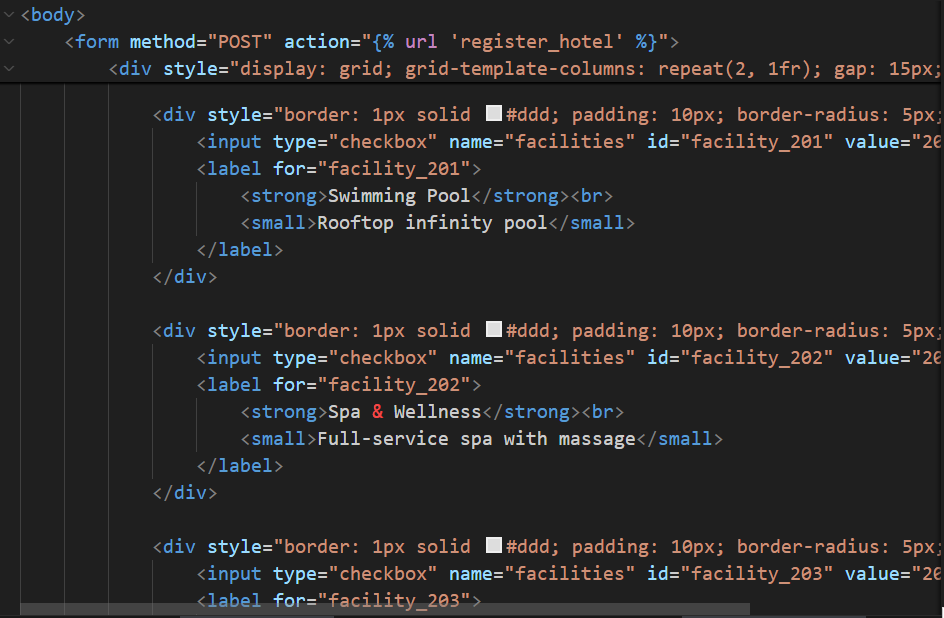 <body>
<form method="POST" action="{% url 'register_hotel' %}">
<div style="display: grid; grid-template-columns: repeat(2, 1fr); gap: 15px;
<div style="border: 1px solid #ddd; padding: 10px; border-radius: 5px;
<input type="checkbox" name="facilities" id="facility_201" value="20
<label for="facility_201">
<strong>Swimming Pool</strong><br>
<small>Rooftop infinity pool</small>
</label>
</div>
<div style="border: 1px solid #ddd; padding: 10px; border-radius: 5px;
<input type="checkbox" name="facilities" id="facility_202" value="20
<label for="facility_202">
<strong>Spa & Wellness</strong><br>
<small>Full-service spa with massage</small>
</label>
</div>
<div style="border: 1px solid #ddd; padding: 10px; border-radius: 5px;
<input type="checkbox" name="facilities" id="facility_203" value="20
<label for="facility_203">